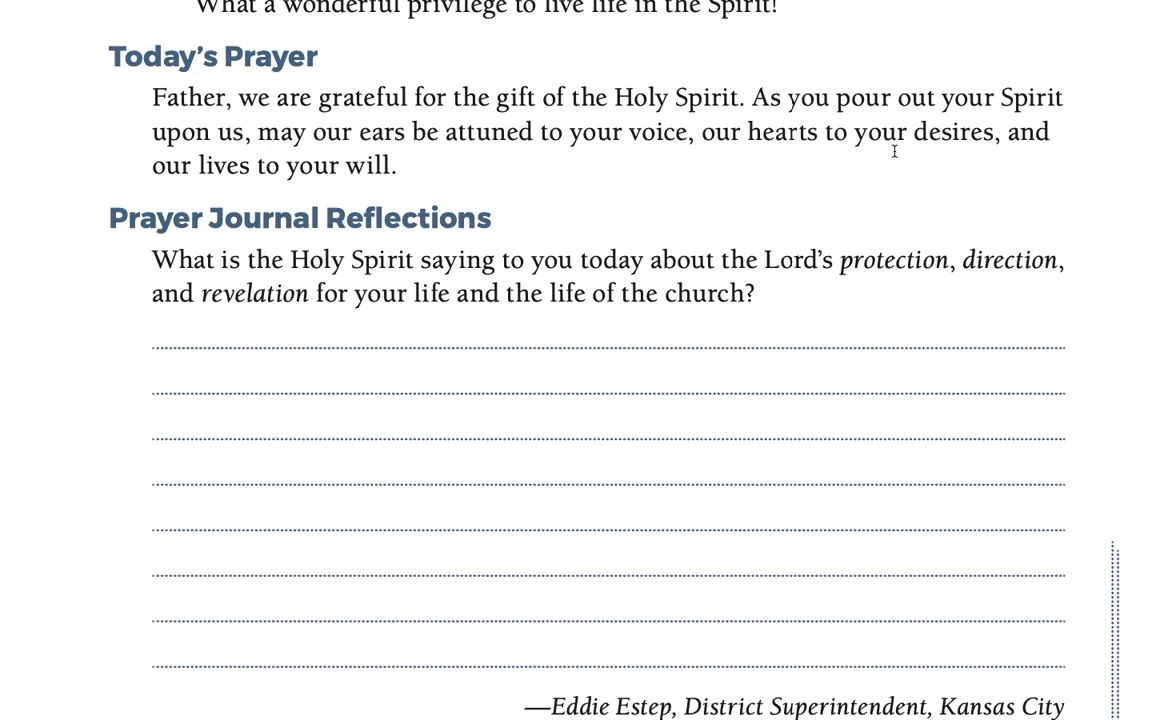 What a wonderful privilege to live life in the Spirit!
Today's Prayer
Father, we are grateful for the gift of the Holy Spirit. As you pour out your Spirit
upon us, may our ears be attuned to your voice, our hearts to your desires, and
our lives to your will.
Prayer Journal Reflections
What is the Holy Spirit saying to you today about the Lord's protection, direction,
and revelation for your life and the life of the church?
—Eddie Estep, District Superintendent, Kansas City